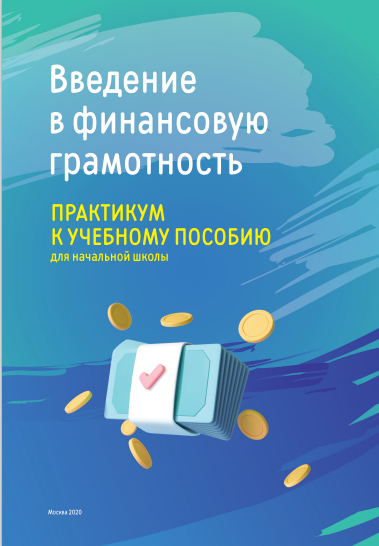 Введение
в финансовую
грамотность
ПРАКТИКУМ
К УЧЕБНОМУ ПОСОБИЮ
для начальной школы
Москва 2020